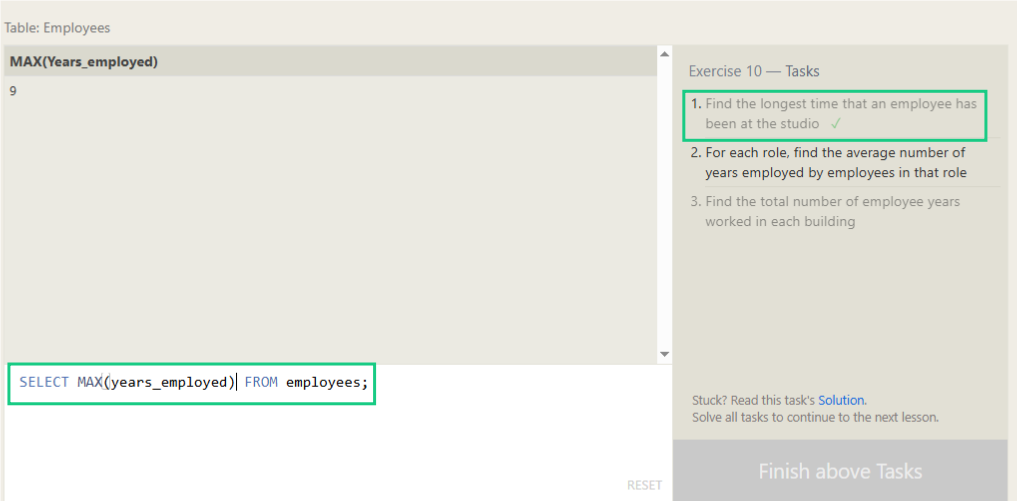 Table: Employees
MAX(Years_employed)
9
SELECT MAX(years_employed) FROM employees;
RESET
Exercise 10 — Tasks
1. Find the longest time that an employee has
been at the studio ✓
2. For each role, find the average number of
years employed by employees in that role
3. Find the total number of employee years
worked in each building
Stuck? Read this task's Solution.
Solve all tasks to continue to the next lesson.
Finish above Tasks